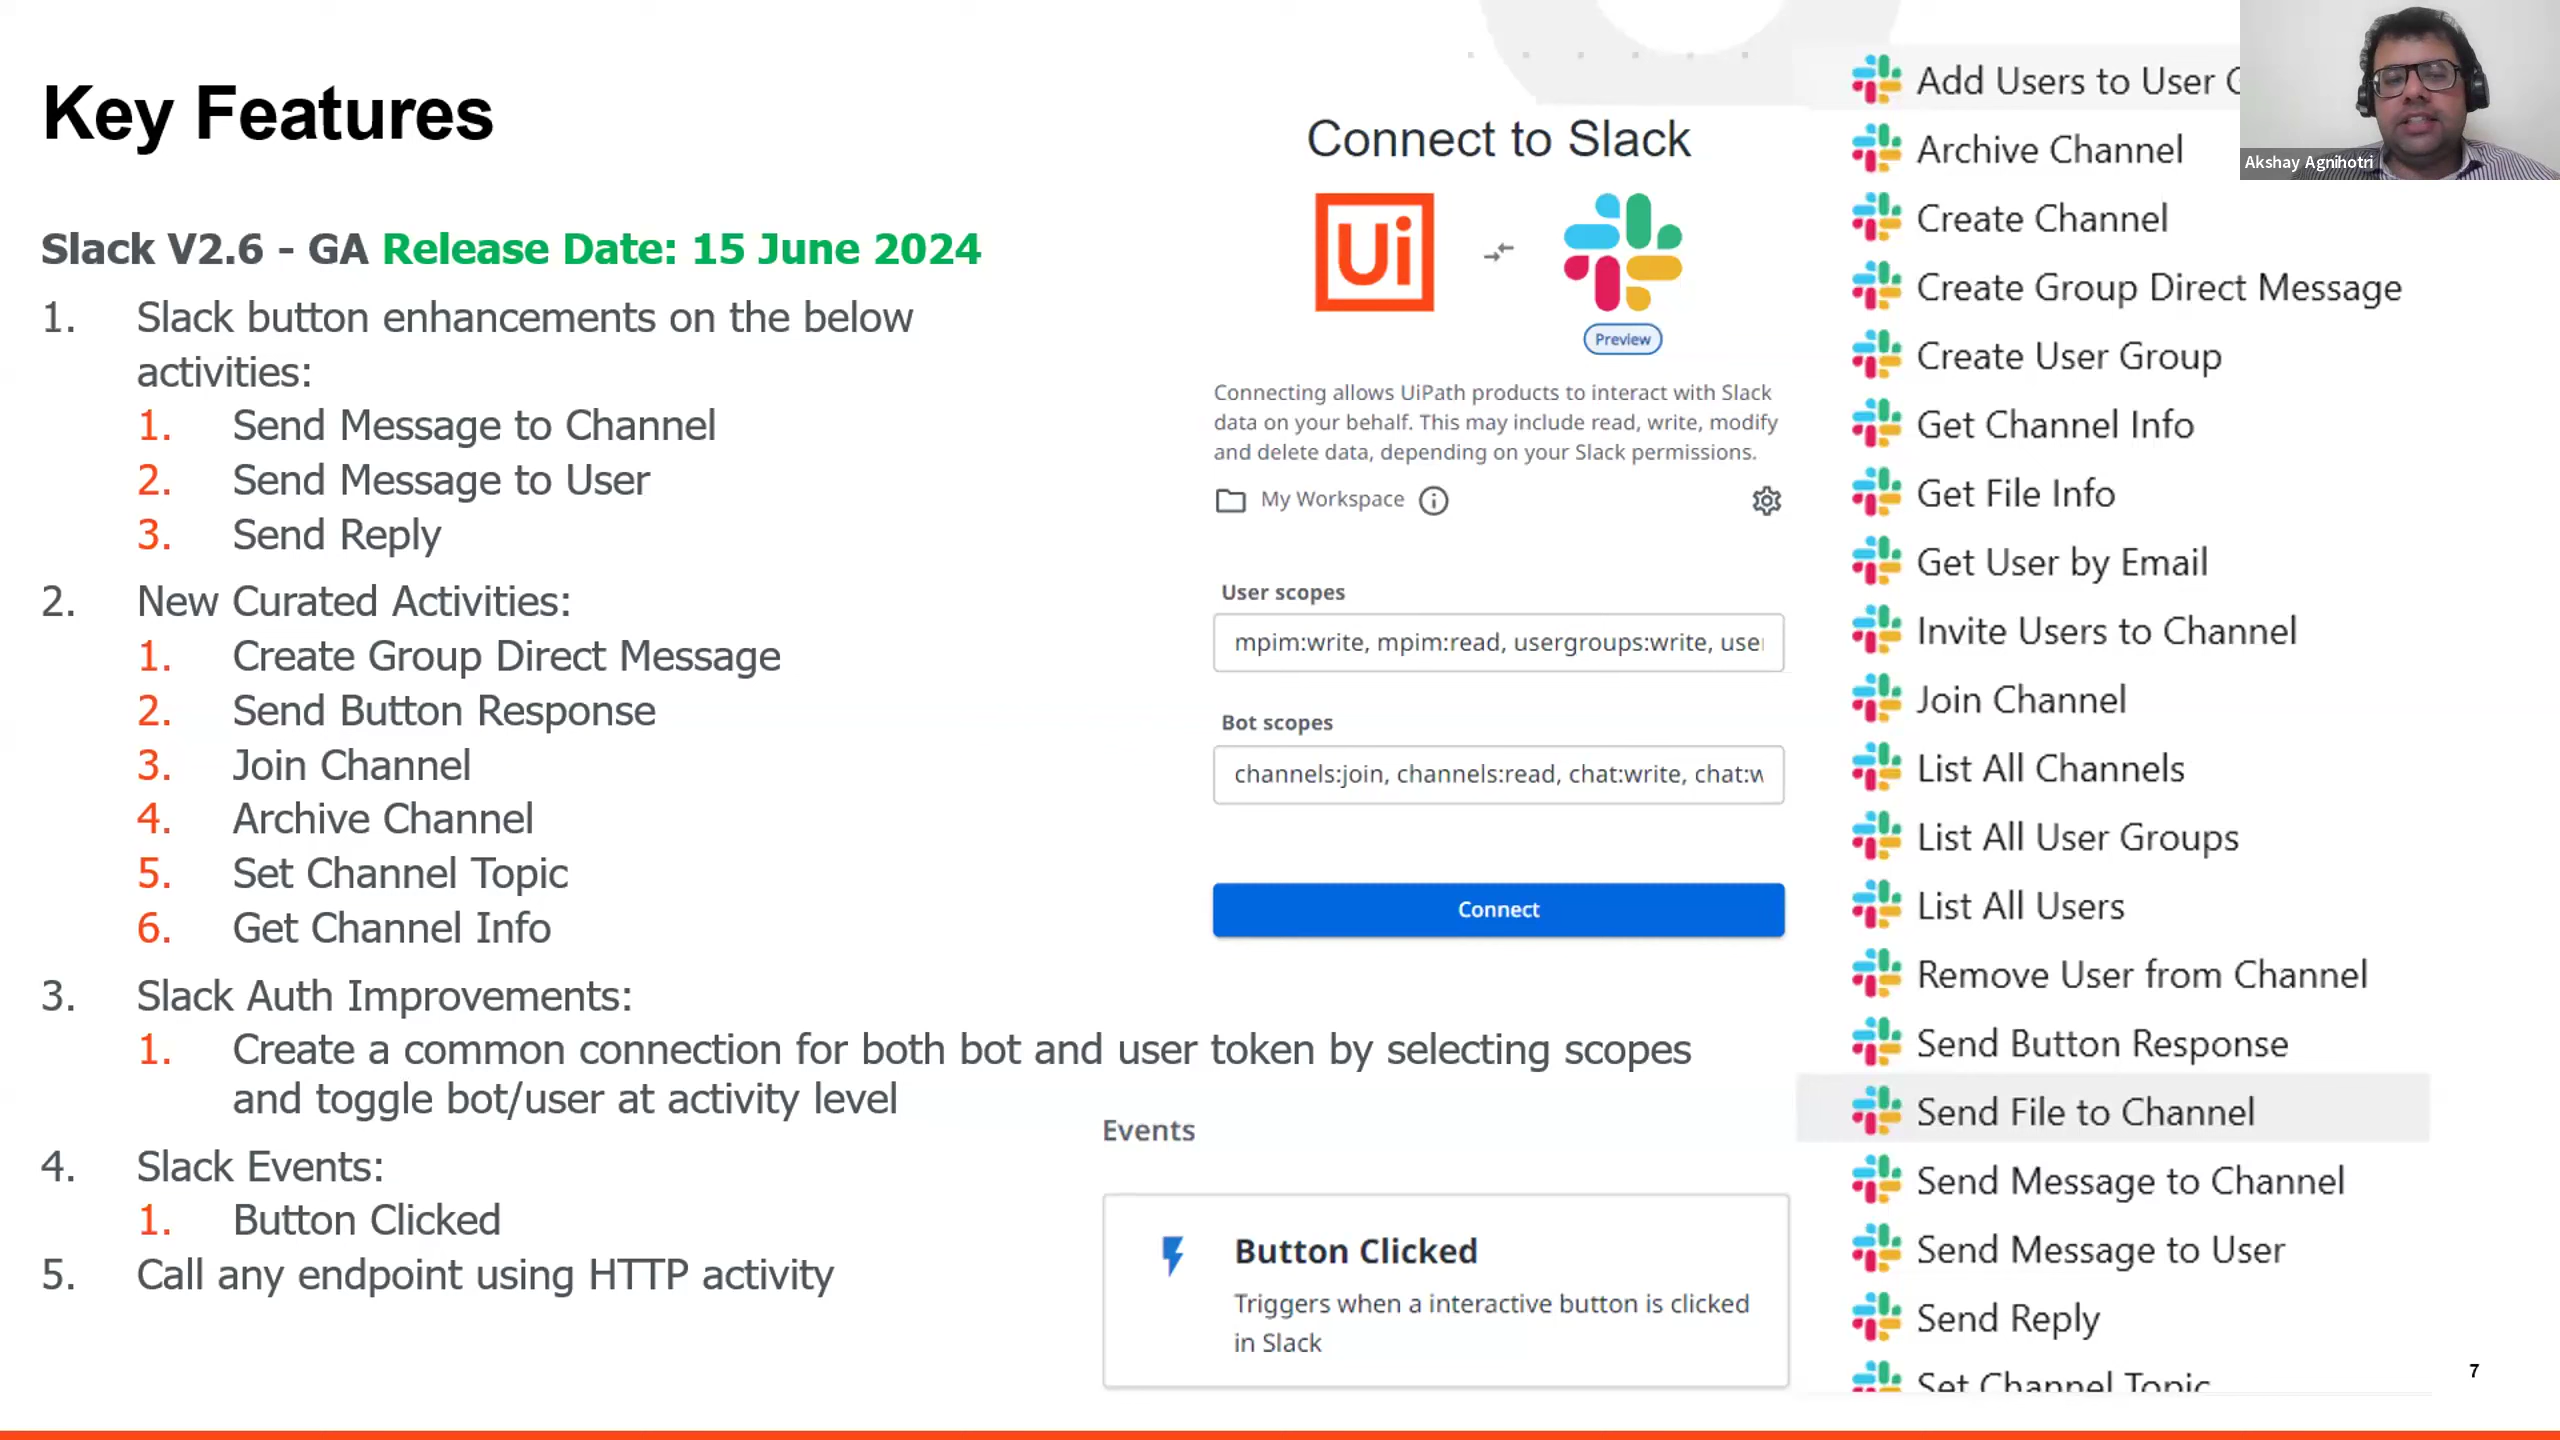 Key Features
Slack V2.6 - GA Release Date: 15 June 2024
1. Slack button enhancements on the below
activities:
1. Send Message to Channel
2. Send Message to User
3. Send Reply
2. New Curated Activities:
1. Create Group Direct Message
2. Send Button Response
3. Join Channel
4. Archive Channel
5. Set Channel Topic
6. Get Channel Info
3. Slack Auth Improvements:
1. Create a common connection for both bot and user token by selecting scopes
and toggle bot/user at activity level
4. Slack Events:
1. Button Clicked
5. Call any endpoint using HTTP activity
Connect to Slack
Ui
Preview
Connecting allows UiPath products to interact with Slack
data on your behalf. This may include read, write, modify
and delete data, depending on your Slack permissions.
My Workspace
User scopes
mpim:write, mpim:read, usergroups:write, use
Bot scopes
channels:join, channels:read, chat:write, chat:w
Connect
Events
Button Clicked
Triggers when a interactive button is clicked
in Slack
Add Users to User
Archive Channel
Create Channel
Create Group Direct Message
Create User Group
Get Channel Info
Get File Info
Get User by Email
Invite Users to Channel
Join Channel
List All Channels
List All User Groups
List All Users
Remove User from Channel
Send Button Response
Send File to Channel
Send Message to Channel
Send Message to User
Send Reply
Set Channel Topic
Akshay Agnihotri
7